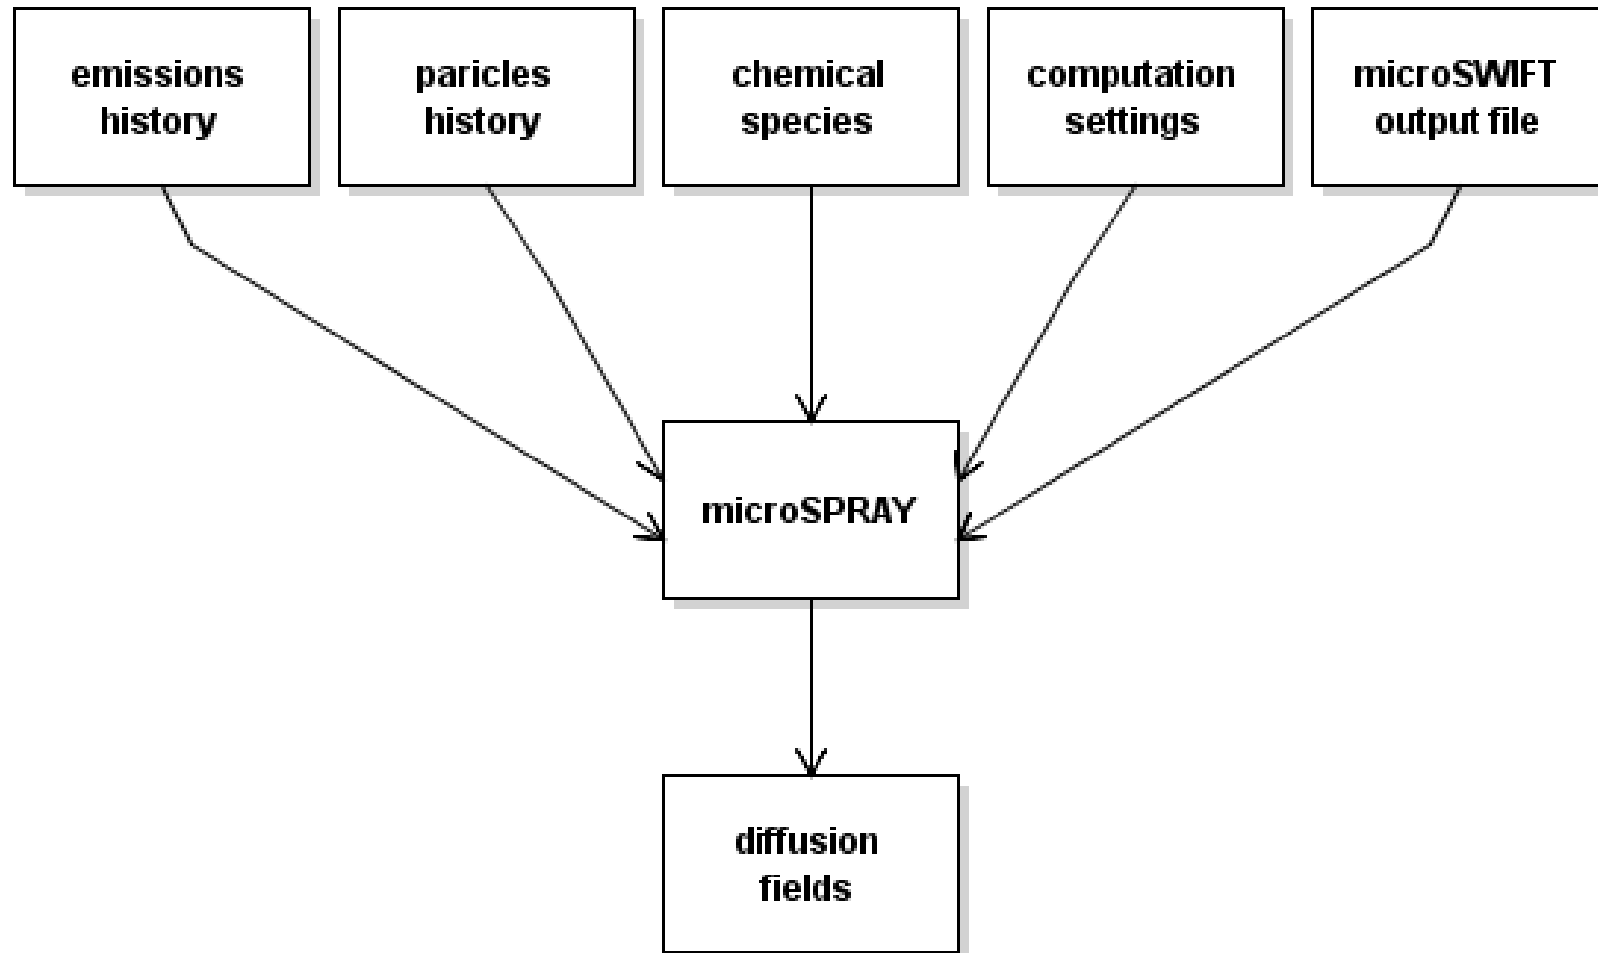 emissions
history
paricles
history
chemical
species
computation
settings
microSWIFT
output file
microSPRAY
diffusion
fields